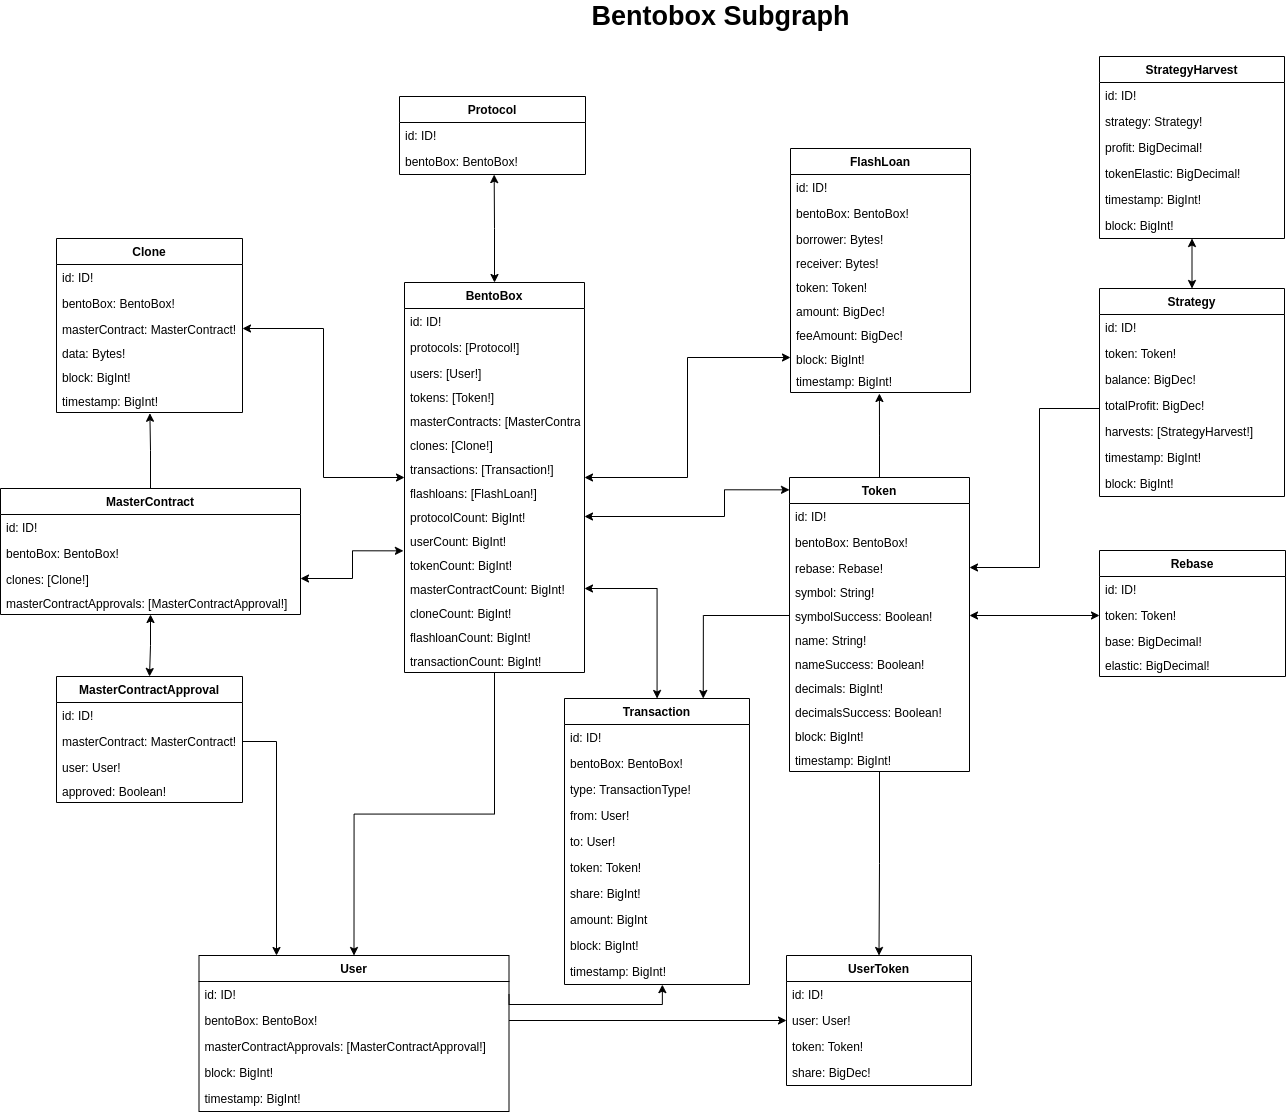 Bentobox Subgraph
StrategyHarvest
id: ID!
strategy: Strategy!
profit: BigDecimal!
tokenElastic: BigDecimal!
timestamp: BigInt!
block: BigInt!
Protocol
id: ID!
bentoBox: BentoBox!
FlashLoan
id: ID!
bentoBox: BentoBox!
borrower: Bytes!
receiver: Bytes!
token: Token!
amount: BigDec!
feeAmount: BigDec!
block: BigInt!
timestamp: BigInt!
Clone
id: ID!
bentoBox: BentoBox!
masterContract: MasterContract!
data: Bytes!
block: BigInt!
timestamp: BigInt!
BentoBox
id: ID!
protocols: [Protocol!]
users: [User!]
tokens: [Token!]
masterContracts: [MasterContra
clones: [Clone!]
transactions: [Transaction!]
flashloans: [FlashLoan!]
protocolCount: BigInt!
userCount: BigInt!
tokenCount: BigInt!
masterContractCount: BigInt!
cloneCount: BigInt!
flashloanCount: BigInt!
transactionCount: BigInt!
Strategy
id: ID!
token: Token!
balance: BigDec!
totalProfit: BigDec!
harvests: [StrategyHarvest!]
timestamp: BigInt!
block: BigInt!
MasterContract
id: ID!
bentoBox: BentoBox!
clones: [Clone!]
masterContractApprovals: [MasterContractApproval!]
Token
id: ID!
bentoBox: BentoBox!
rebase: Rebase!
symbol: String!
symbolSuccess: Boolean!
name: String!
nameSuccess: Boolean!
decimals: BigInt!
decimalsSuccess: Boolean!
block: BigInt!
timestamp: BigInt!
Rebase
id: ID!
token: Token!
base: BigDecimal!
elastic: BigDecimal!
MasterContractApproval
id: ID!
masterContract: MasterContract!
user: User!
approved: Boolean!
Transaction
id: ID!
bentoBox: BentoBox!
type: TransactionType!
from: User!
to: User!
token: Token!
share: BigInt!
amount: BigInt
block: BigInt!
timestamp: BigInt!
User
id: ID!
bentoBox: BentoBox!
masterContractApprovals: [MasterContractApproval!]
block: BigInt!
timestamp: BigInt!
UserToken
id: ID!
user: User!
token: Token!
share: BigDec!